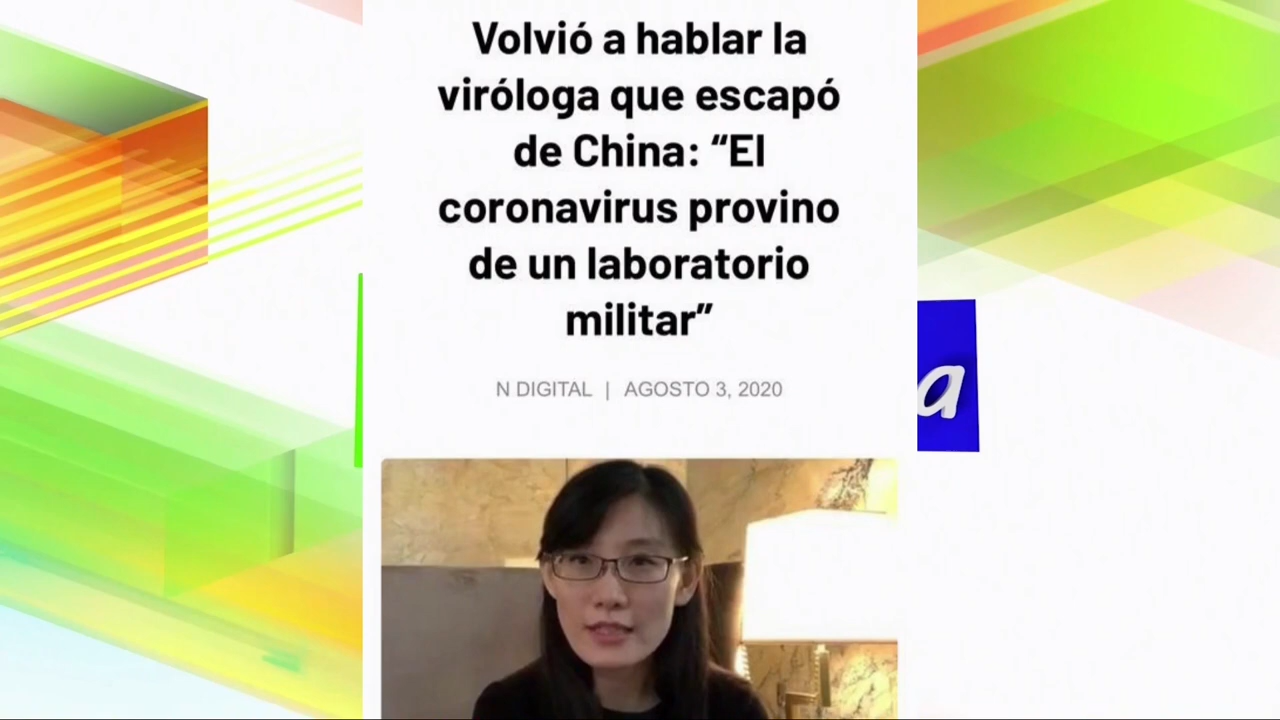 Volvió a hablar la
viróloga que escapó
de China: “El
coronavirus provino
de un laboratorio
militar”
N DIGITAL | AGOSTO 3, 2020
a